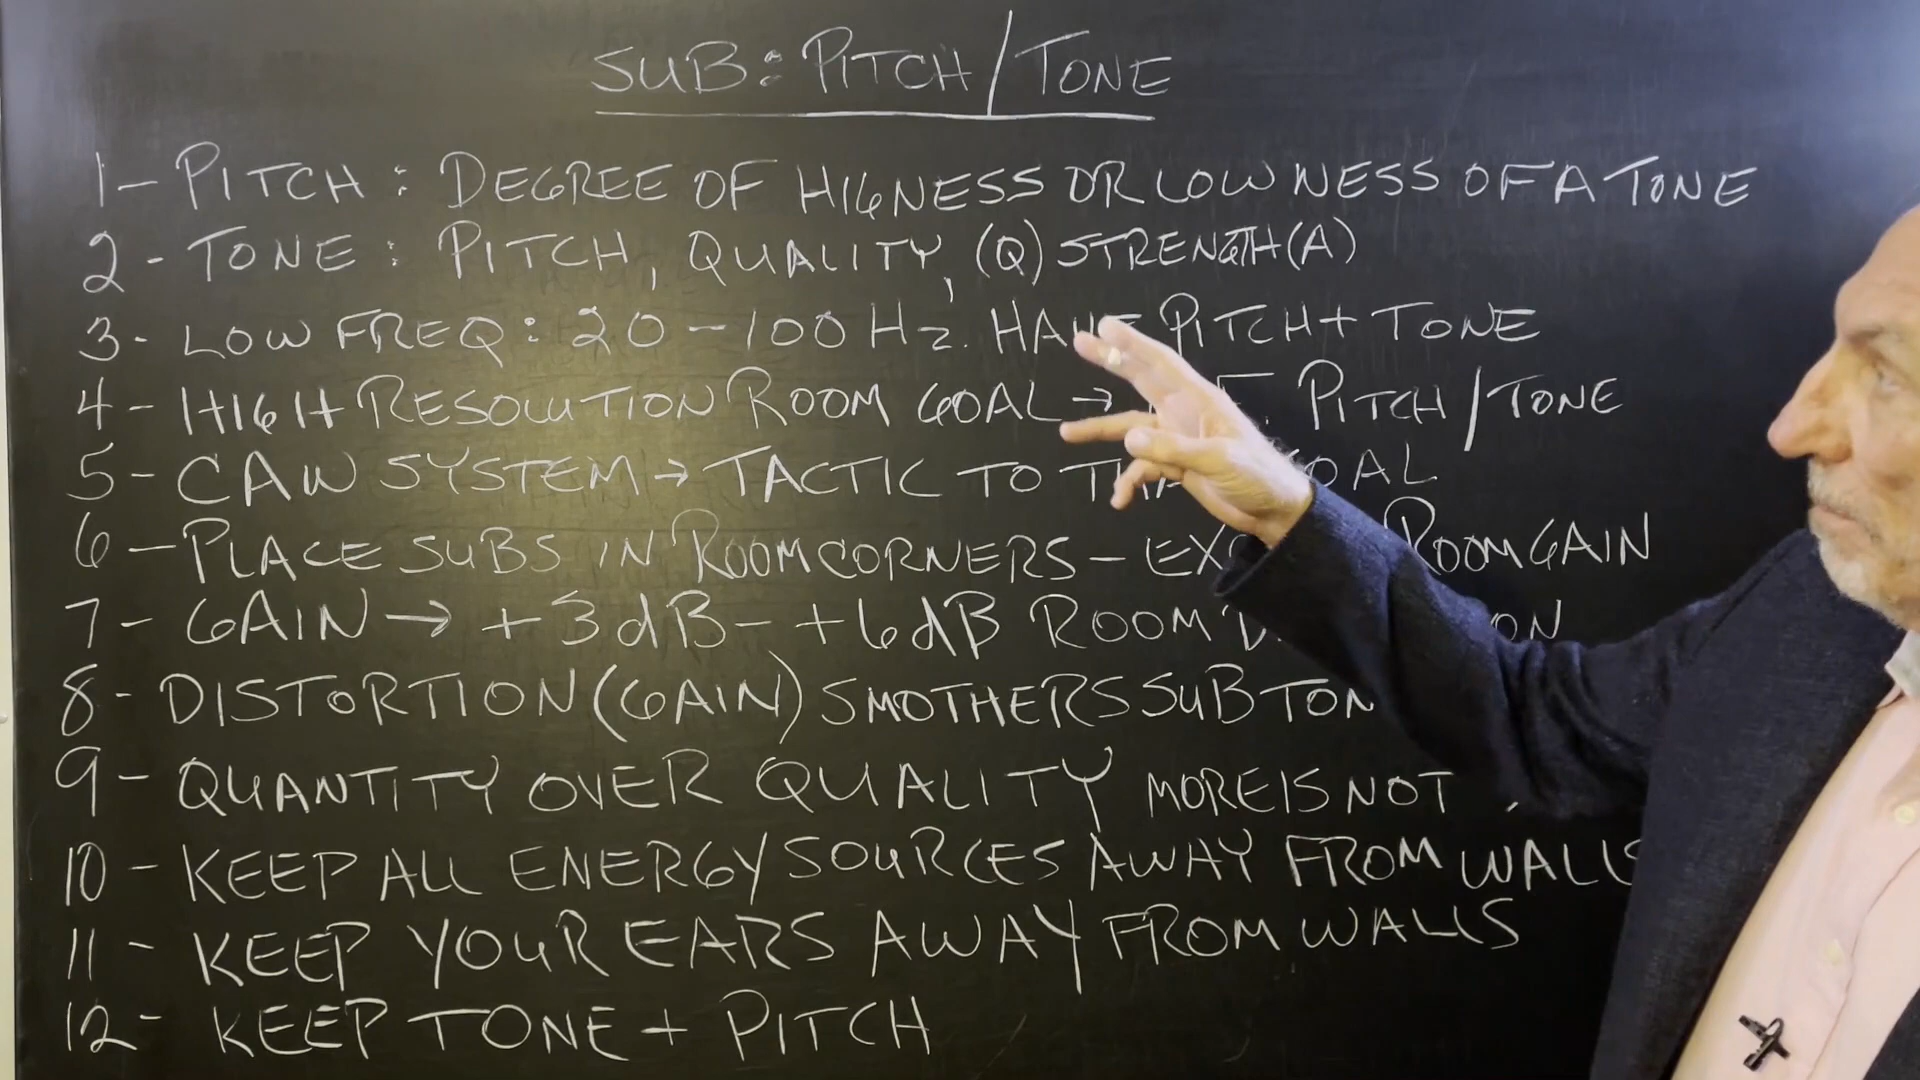 SUB: PITCH/TONE
1- PITCH: DEGREE OF HIGNESS OR LOWNESS OF A TONE
2- TONE: PITCH, QUALITY, (Q) STRENGTH(A)
3- LOW FREQ: 20-100 Hz. HAVE PITCH + TONE
4- HIGH RESOLUTION ROOM GOAL → PITCH/TONE
5- CAW SYSTEM → TACTIC TO GOAL
6- PLACE SUBS IN ROOM CORNERS - ROOM GAIN
7- GAIN → +3dB - +6dB ROOM
8- DISTORTION (GAIN) SMOTHERS SUB
9- QUANTITY OVER QUALITY MORE IS NOT
10- KEEP ALL ENERGY SOURCES AWAY FROM WALLS
11- KEEP YOUR EARS AWAY FROM WALLS
12- KEEP TONE + PITCH